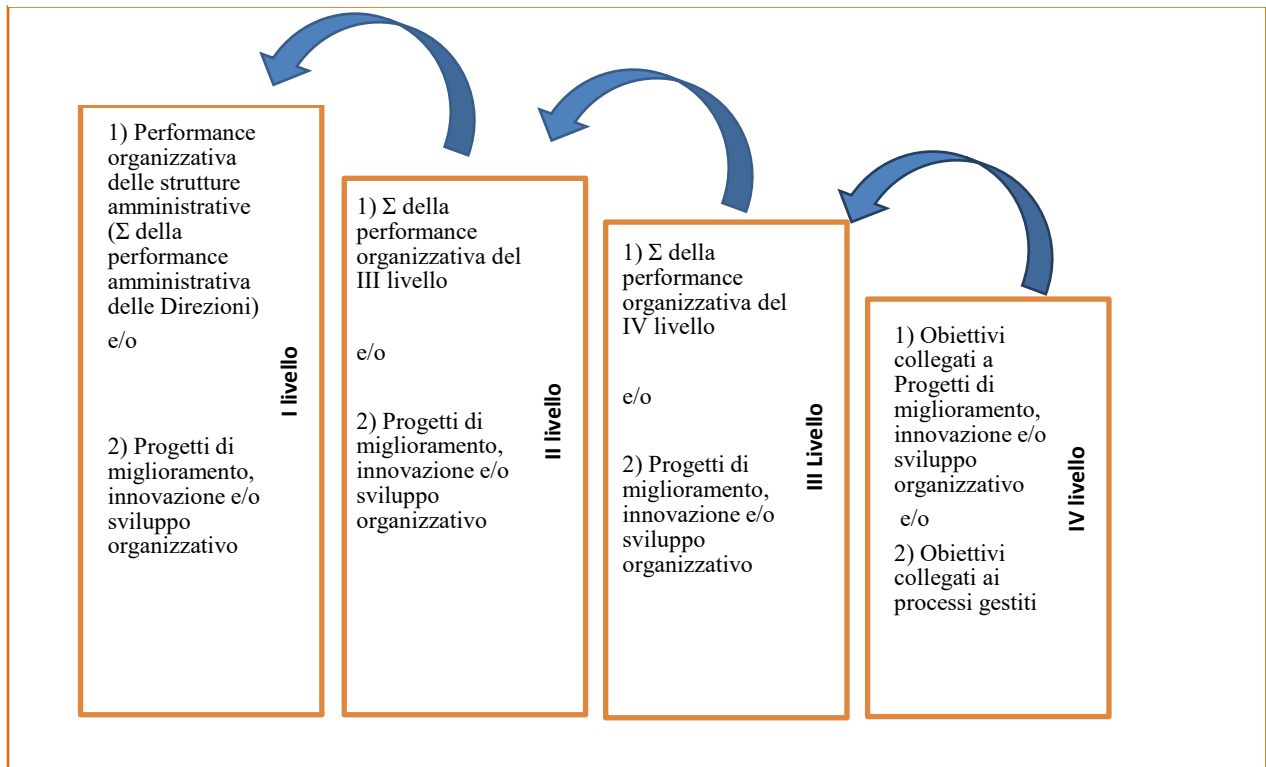 1) Performance
organizzativa
delle strutture
amministrative
(Σ della
performance
amministrativa
delle Direzioni)
e/o
2) Progetti di
miglioramento,
innovazione e/o
sviluppo
organizzativo
I livello
1) Σ della
performance
organizzativa del
III livello
e/o
2) Progetti di
miglioramento,
innovazione e/o
sviluppo
organizzativo
II livello
1) Σ della
performance
organizzativa del
IV livello
e/o
2) Progetti di
miglioramento,
innovazione e/o
sviluppo
organizzativo
III Livello
1) Obiettivi
collegati a
Progetti di
miglioramento,
innovazione e/o
sviluppo
organizzativo
e/o
2) Obiettivi
collegati ai
processi gestiti
IV livello